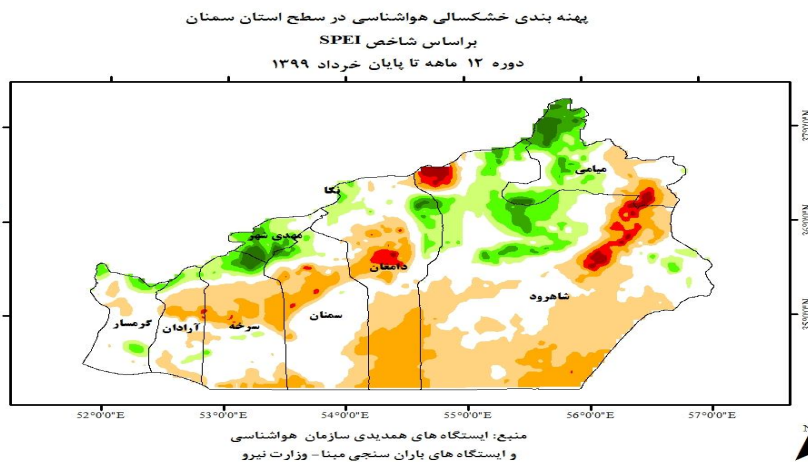 پهنه بندی خشکسالی هواشناسی در سطح استان سمنان
براساس شاخص SPEI
دوره ۱۲ ماهه تا پایان خرداد ۱۳۹۹
میامی
نکا
مهدی شهر
دامغان
شاهرود
سمنان
سرخه
آرادان
گرمسار
52°0'0"E 53°0'0"E 54°0'0"E 55°0'0"E 56°0'0"E 57°0'0"E
منبع: ایستگاه های همدیدی سازمان هواشناسی
و ایستگاه های باران سنجی مبنا- وزارت نیرو